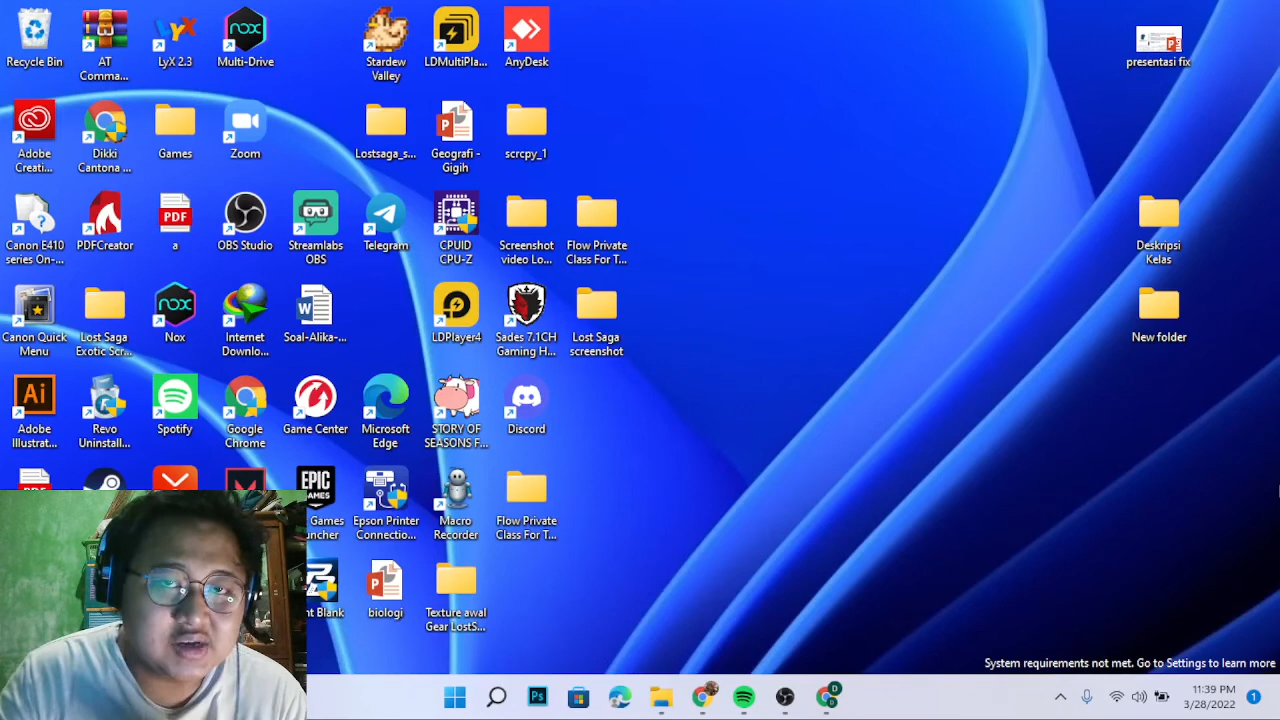 Recycle Bin
AT
Comma...
LyX 2.3
Multi-Drive
Stardew
Valley
LDMultiPla...
AnyDesk
presentasi fix
Adobe
Creati...
Dikki
Cantona ...
Games
Zoom
Lostsaga_s...
Geografi -
Gigih
scrcpy_1
Canon E410
series On-...
PDFCreator
PDF
a
OBS Studio
Streamlabs
OBS
Telegram
CPUID
CPU-Z
Screenshot
video Lo...
Flow Private
Class For T...
Deskripsi
Kelas
Canon Quick
Menu
Lost Saga
Exotic Scr...
nox
Nox
Internet
Downlo...
Soal-Alika-...
LDPlayer4
Sades 7.1CH
Gaming H...
Lost Saga
screenshot
New folder
Ai
Adobe
Illustrat...
Revo
Uninstall...
Spotify
Google
Chrome
Game Center
Microsoft
Edge
STORY OF
SEASONS F...
Discord
EPIC
GAMES
Games
uncher
Epson Printer
Connectio...
Macro
Recorder
Flow Private
Class For T...
nt Blank
biologi
Texture awal
Gear LostS...
System requirements not met. Go to Settings to learn more
Ps
D
11:39 PM
3/28/2022
1